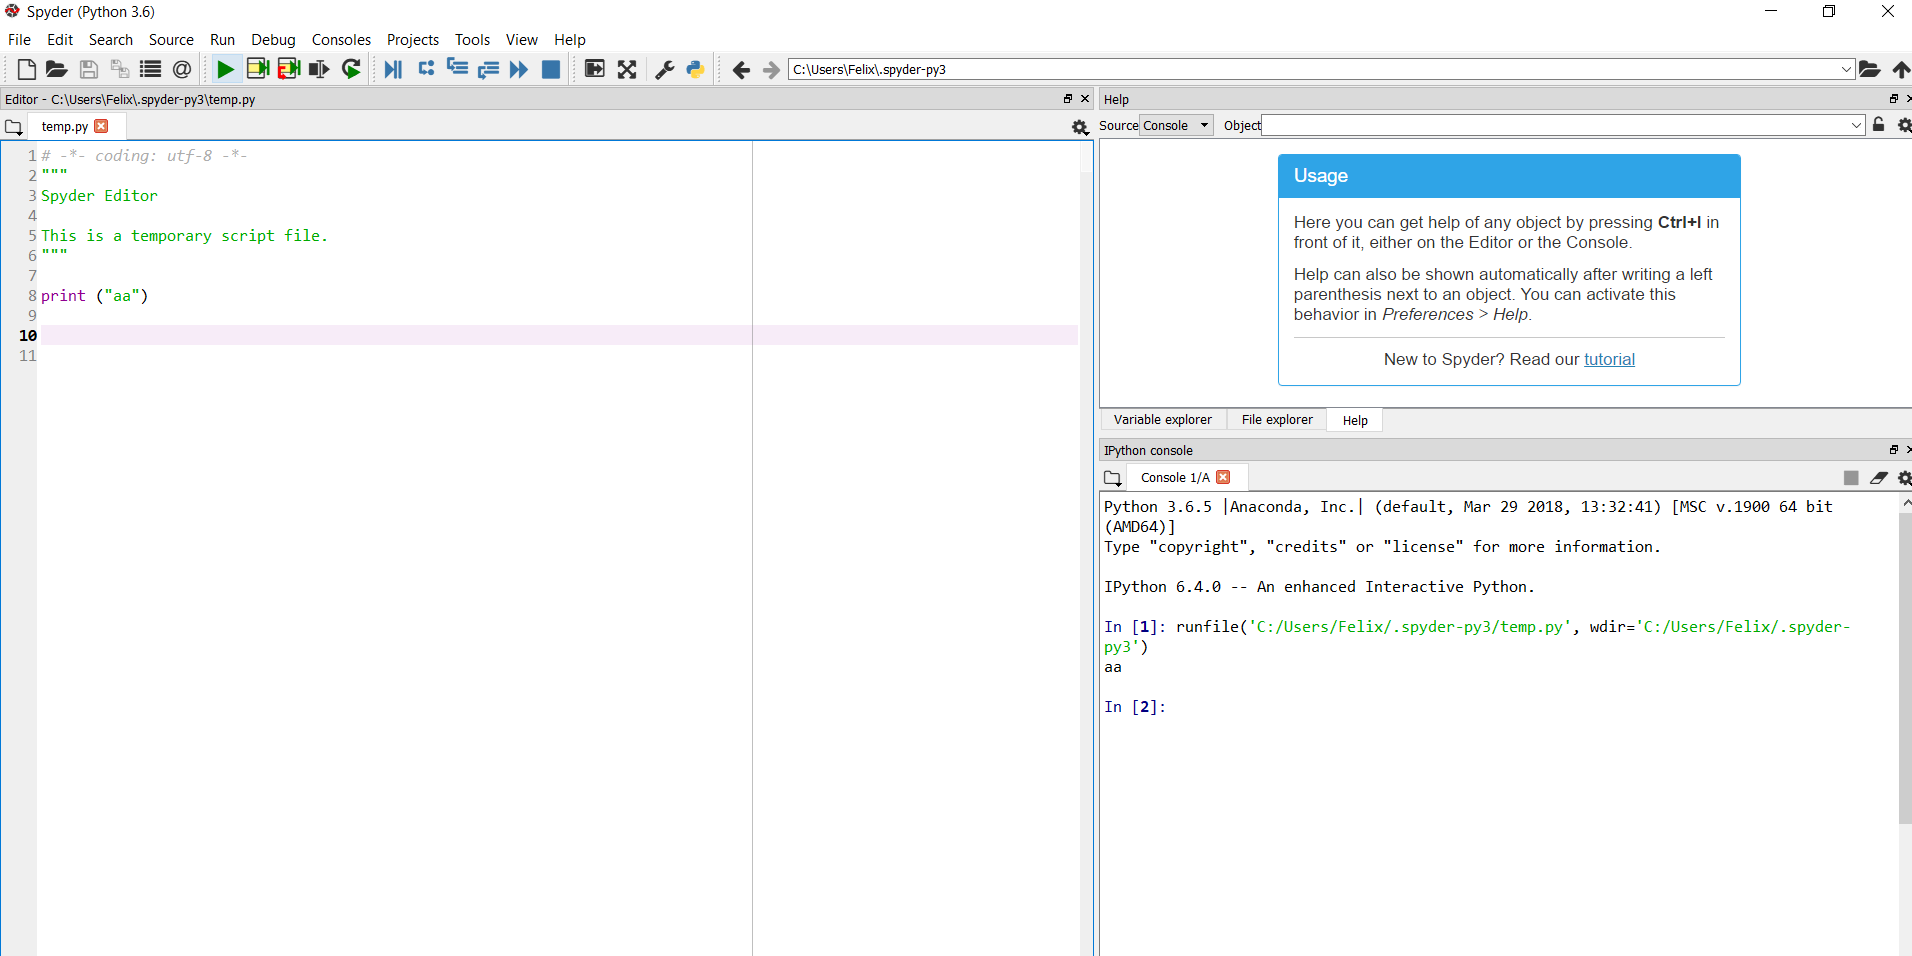 Spyder (Python 3.6)
File Edit Search Source Run Debug Consoles Projects Tools View Help
C:\Users\Felix\.spyder-py3
Editor - C:\Users\Felix\.spyder-py3\temp.py
temp.py
1 # -*- coding: utf-8 -*-
2 """
3 Spyder Editor
4
5 This is a temporary script file.
6 """
7
8 print ("aa")
9
10
11
Help
Source Console Object
Usage
Here you can get help of any object by pressing Ctrl+I in
front of it, either on the Editor or the Console.
Help can also be shown automatically after writing a left
parenthesis next to an object. You can activate this
behavior in Preferences > Help.
New to Spyder? Read our tutorial
Variable explorer File explorer Help
IPython console
Console 1/A
Python 3.6.5 |Anaconda, Inc.| (default, Mar 29 2018, 13:32:41) [MSC v.1900 64 bit
(AMD64)]
Type "copyright", "credits" or "license" for more information.
IPython 6.4.0 -- An enhanced Interactive Python.
In [1]: runfile('C:/Users/Felix/.spyder-py3/temp.py', wdir='C:/Users/Felix/.spyder-
py3')
aa
In [2]: